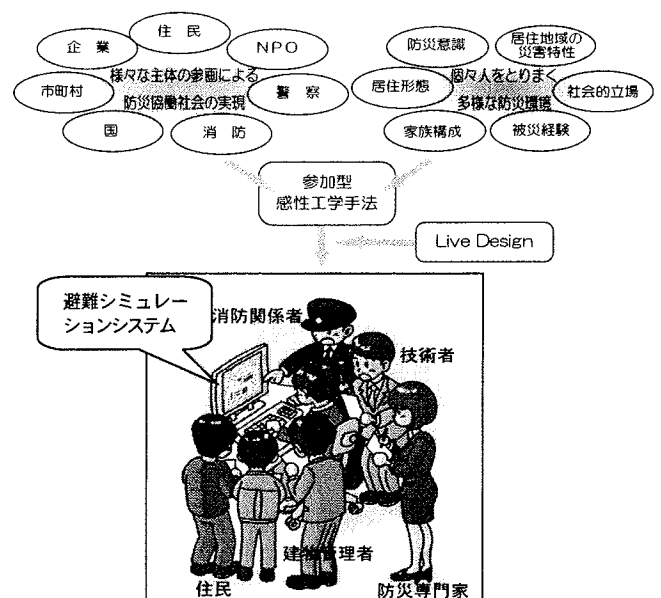 住 民
企 業
NPO
市町村
様々な主体の参画による
防災協働社会の実現
警 察
国
消 防
防災意識
居住地域の
災害特性
居住形態
個々人をとりまく
多様な防災環境
社会的立場
家族構成
被災経験
参加型
感性工学手法
Live Design
避難シミュレー
ションシステム
消防関係者
技術者
建物管理者
住民
防災専門家